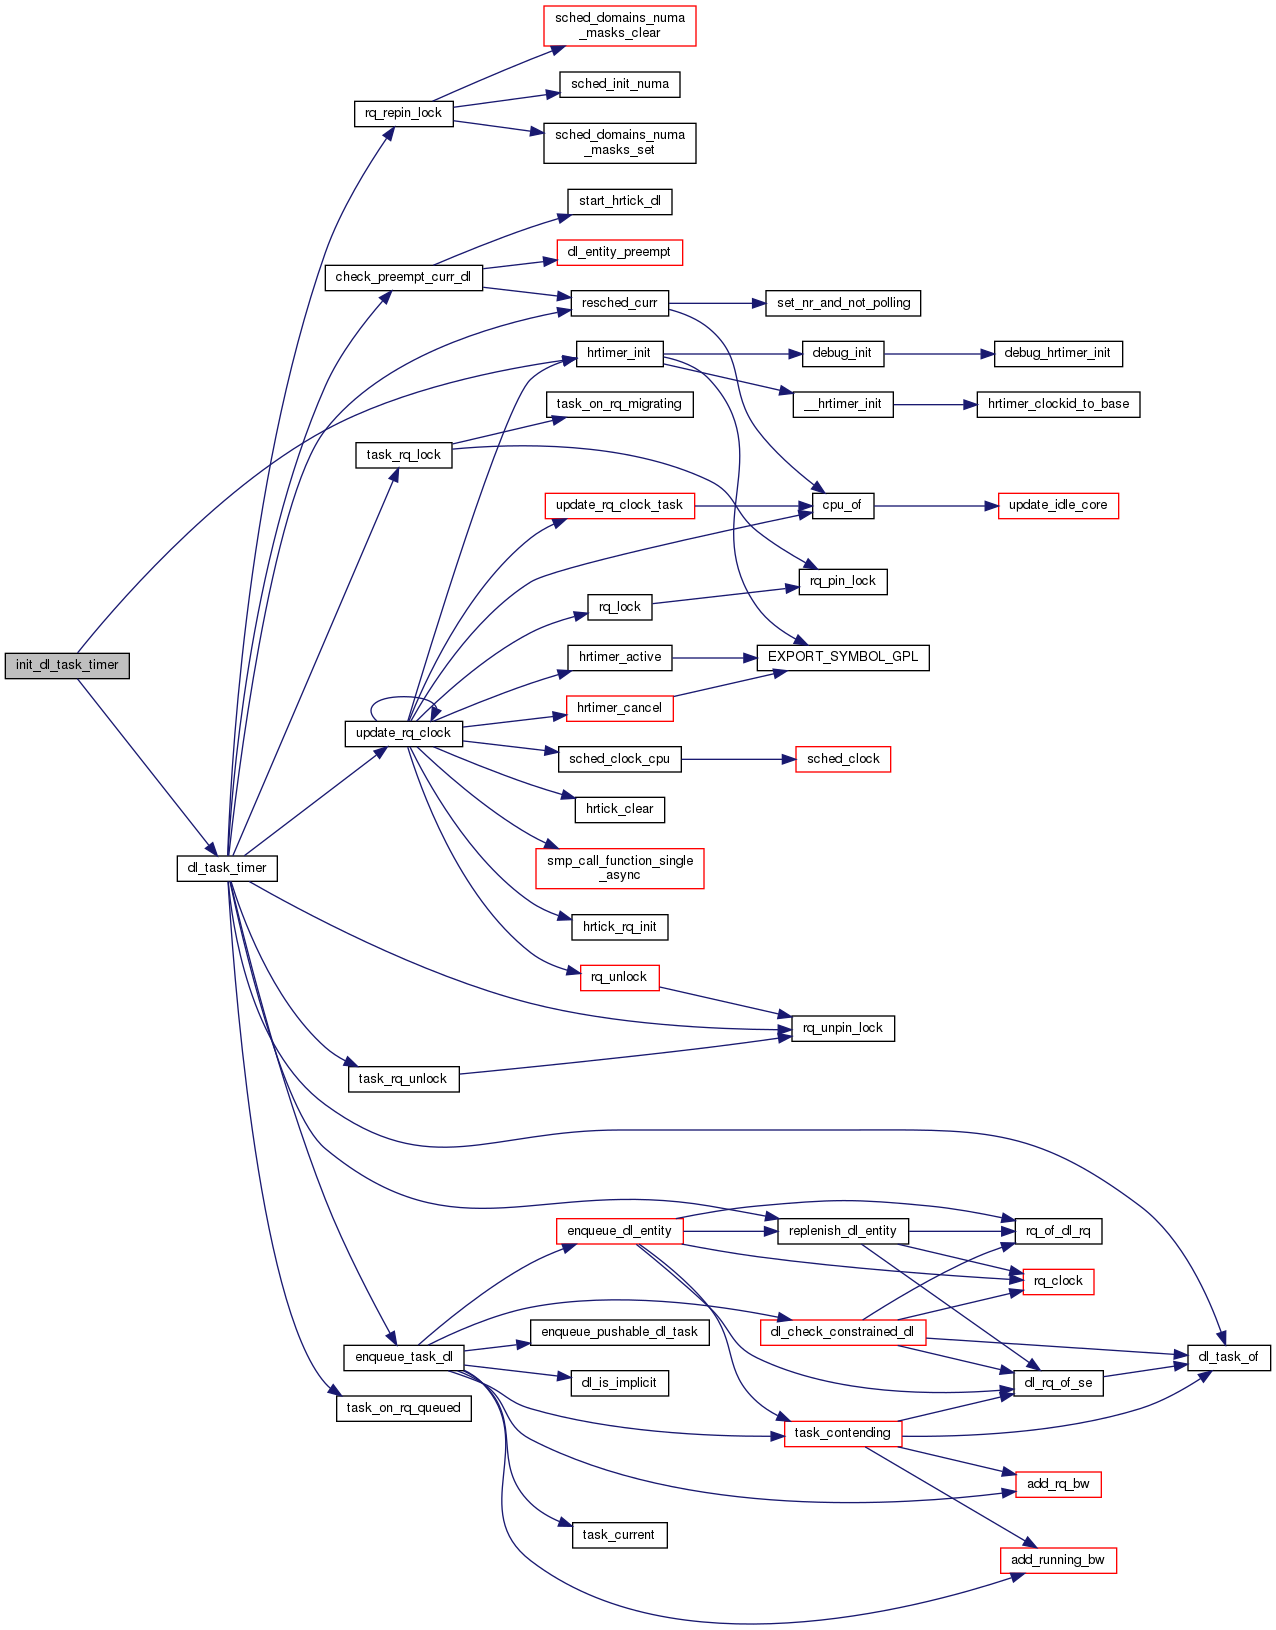 sched_domains_numa
_masks_clear
sched_init_numa
rq_repin_lock
sched_domains_numa
_masks_set
start_hrtick_dl
dl_entity_preempt
check_preempt_curr_dl
resched_curr
set_nr_and_not_polling
hrtimer_init
debug_init
debug_hrtimer_init
task_on_rq_migrating
__hrtimer_init
hrtimer_clockid_to_base
task_rq_lock
update_rq_clock_task
cpu_of
update_idle_core
rq_pin_lock
rq_lock
init_dl_task_timer
hrtimer_active
EXPORT_SYMBOL_GPL
hrtimer_cancel
update_rq_clock
sched_clock_cpu
sched_clock
hrtick_clear
dl_task_timer
smp_call_function_single
_async
hrtick_rq_init
rq_unlock
rq_unpin_lock
task_rq_unlock
enqueue_dl_entity
replenish_dl_entity
rq_of_dl_rq
rq_clock
enqueue_pushable_dl_task
dl_check_constrained_dl
enqueue_task_dl
dl_task_of
dl_is_implicit
dl_rq_of_se
task_on_rq_queued
task_contending
add_rq_bw
task_current
add_running_bw